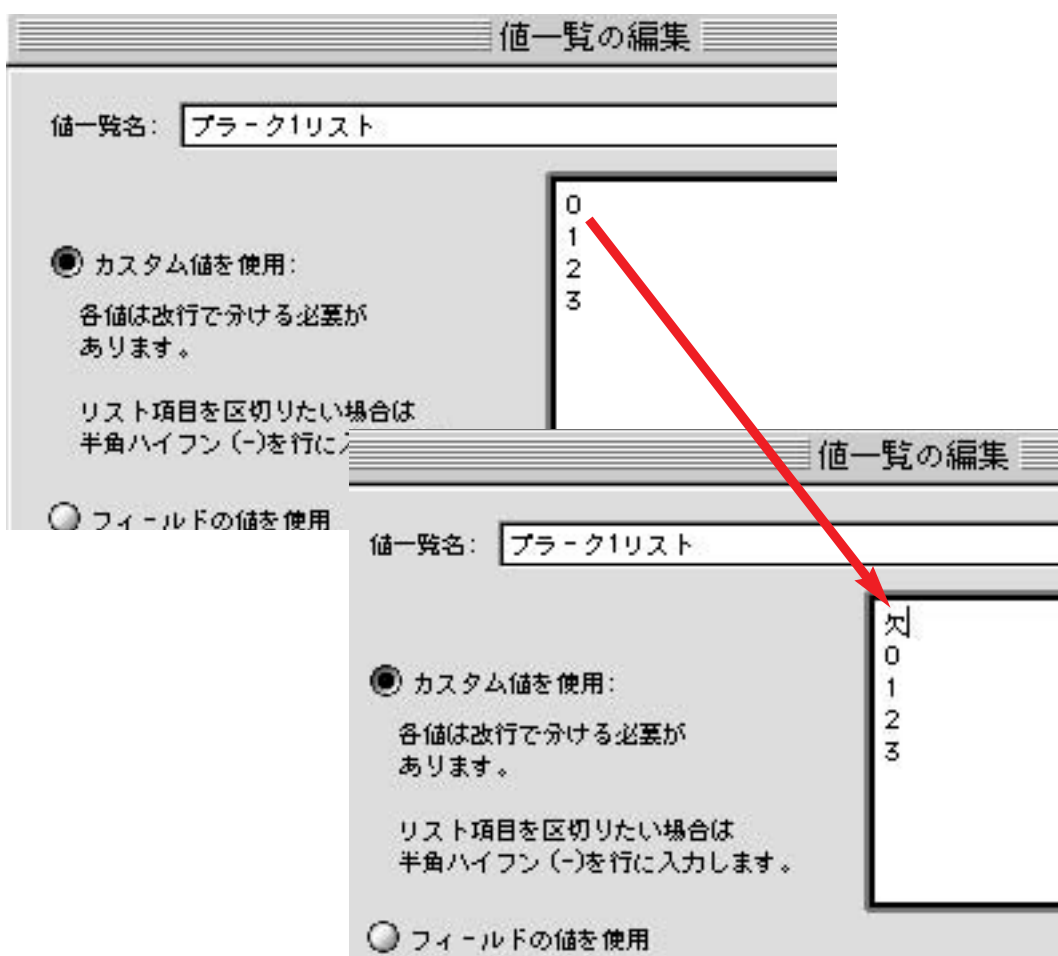 値一覧の編集
値一覧名: プラーク1リスト
0
1
2
3
カスタム値を使用:
各値は改行で分ける必要が
あります。
リスト項目を区切りたい場合は
半角ハイフン (-)を行に
フィールドの値を使用
値一覧の編集
値一覧名: プラーク1リスト
欠
0
1
2
3
カスタム値を使用:
各値は改行で分ける必要が
あります。
リスト項目を区切りたい場合は
半角ハイフン (-)を行に入力します。
フィールドの値を使用